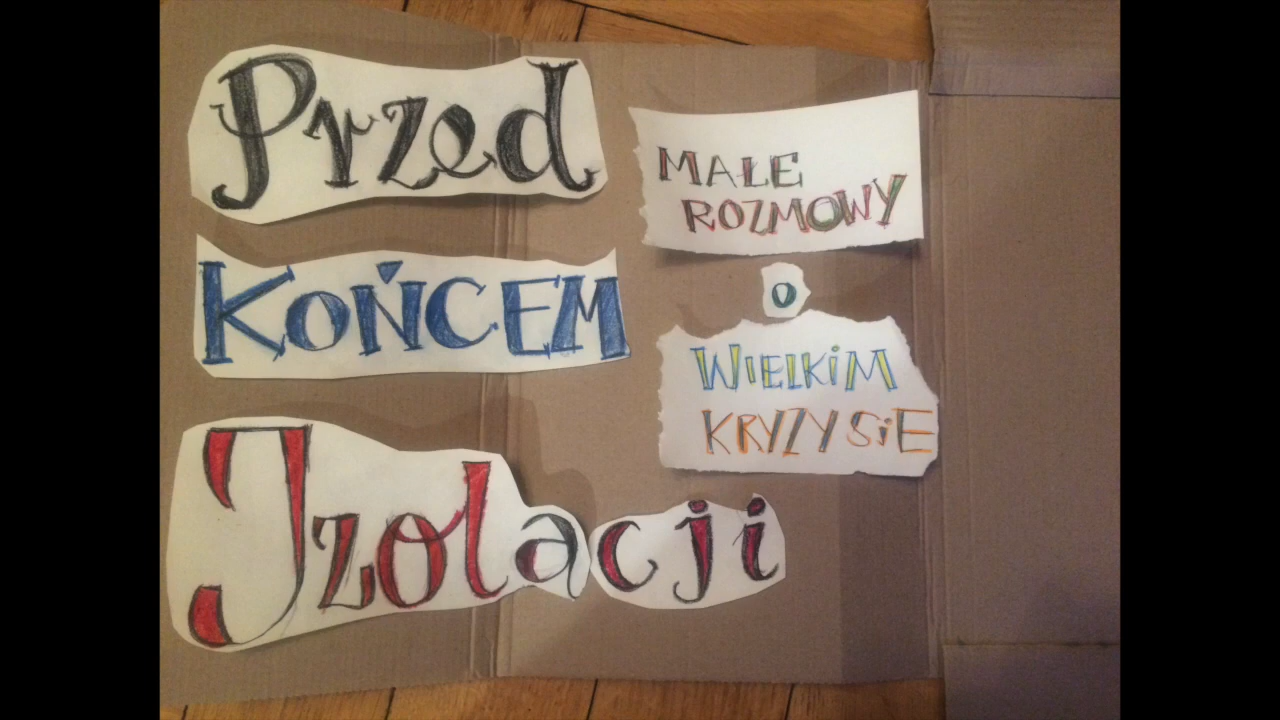 Przed
KOŃCEM
Izolacji
MAŁE
ROZMOWY
O
WIELKiM
KRYZYSiE